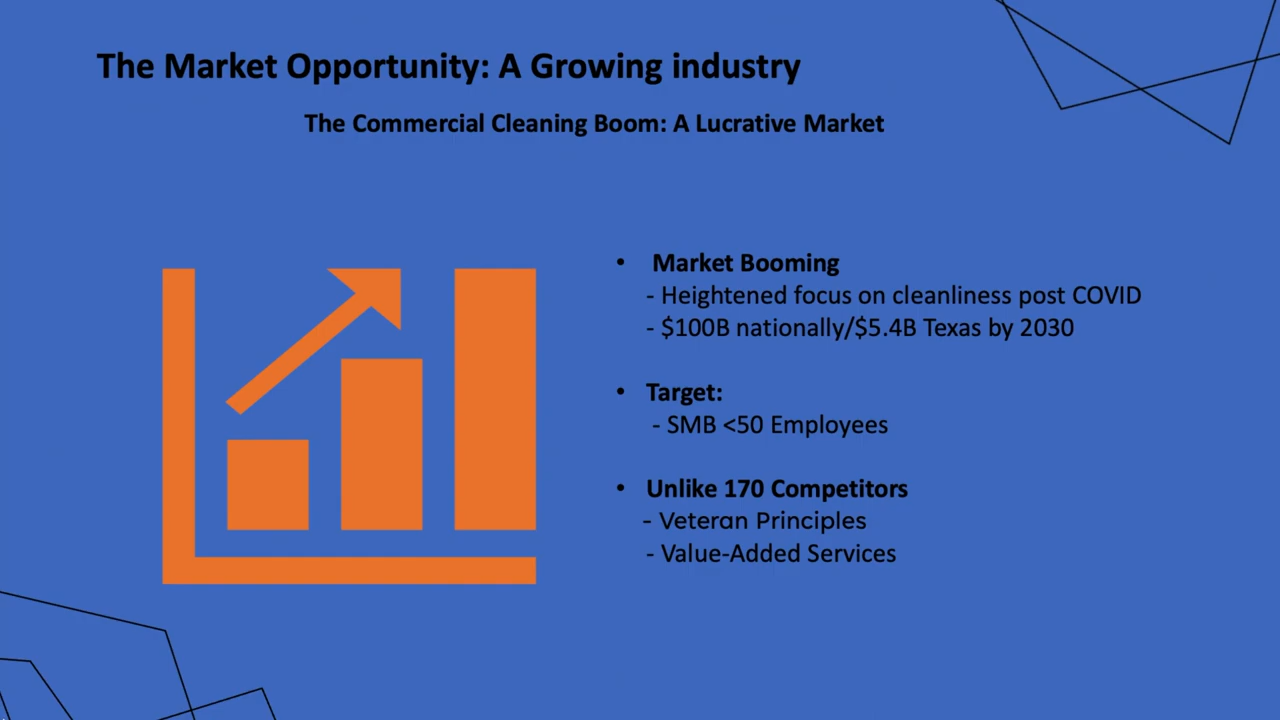 The Market Opportunity: A Growing industry
The Commercial Cleaning Boom: A Lucrative Market
• Market Booming
- Heightened focus on cleanliness post COVID
- $100B nationally/$5.4B Texas by 2030
• Target:
- SMB <50 Employees
• Unlike 170 Competitors
- Veteran Principles
- Value-Added Services